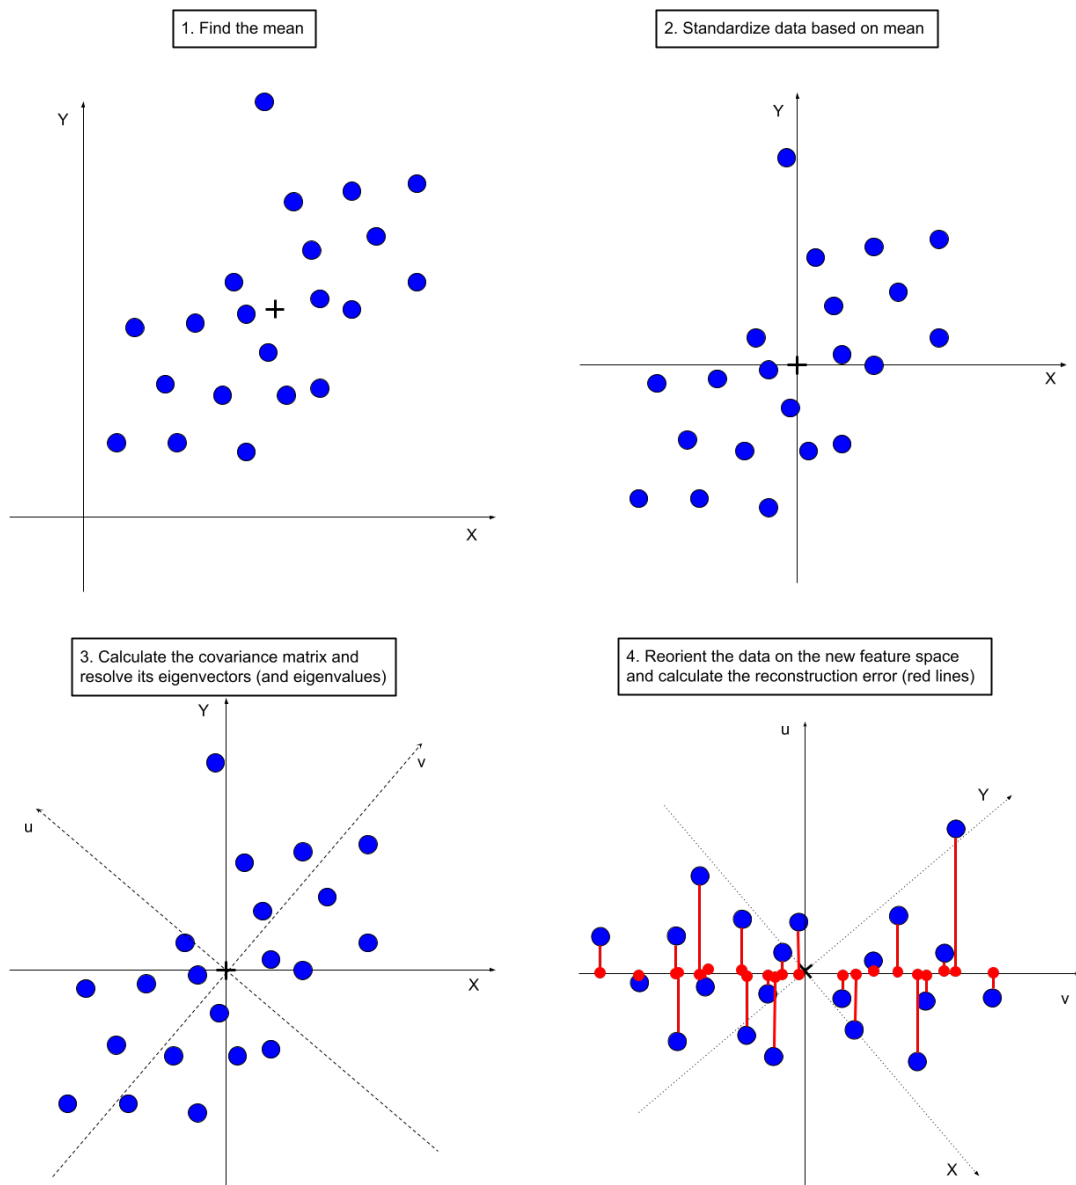 1. Find the mean
2. Standardize data based on mean
Y
X
Y
X
3. Calculate the covariance matrix and
resolve its eigenvectors (and eigenvalues)
4. Reorient the data on the new feature space
and calculate the reconstruction error (red lines)
Y
v
u
X
u
Y
v
X